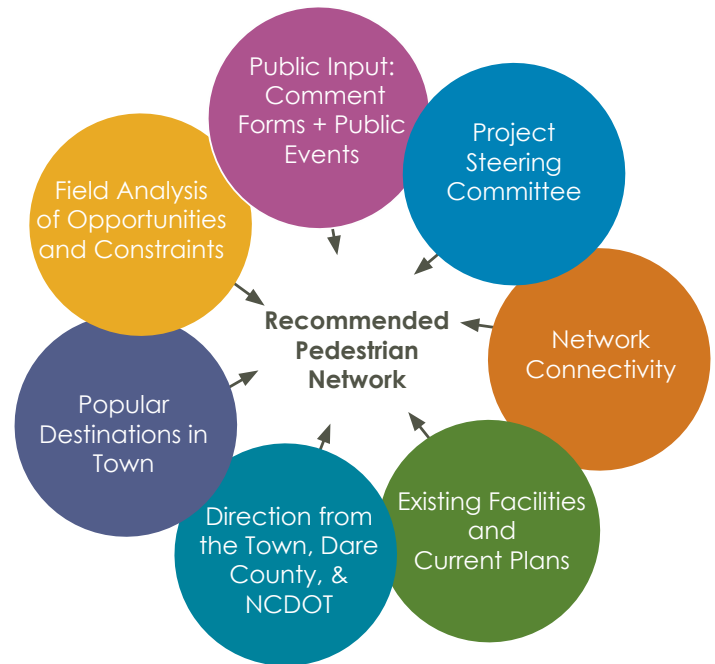 Public Input:
Comment
Forms + Public
Events
Project
Steering
Committee
Network
Connectivity
Existing Facilities
and
Current Plans
Direction from
the Town, Dare
County, &
NCDOT
Popular
Destinations in
Town
Field Analysis
of Opportunities
and Constraints
Recommended
Pedestrian
Network